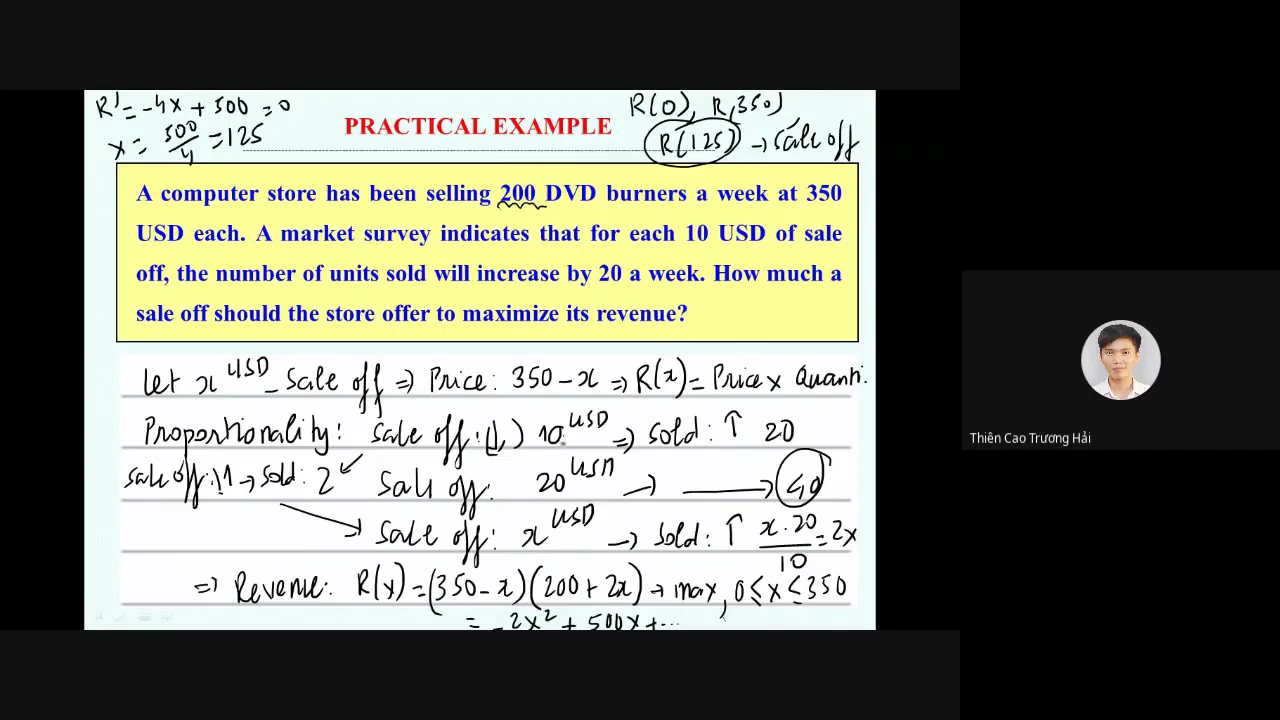 R' = -4x + 500 = 0
x = 500/4 = 125
R(0), R(350)
R(125) → Sale off
PRACTICAL EXAMPLE
A computer store has been selling 200 DVD burners a week at 350
USD each. A market survey indicates that for each 10 USD of sale
off, the number of units sold will increase by 20 a week. How much a
sale off should the store offer to maximize its revenue?
Let x USD - Sale off ⇒ Price: 350 - x ⇒ R(x) = Price x Quanti.
Proportionality: Sale off: (↓) 10 USD ⇒ Sold: ↑ 20
Sale off: 1 → Sold: 2 ↙ Sale off: 20 USD → → 40
→ Sale off: x USD → Sold: ↑ x . 20/10 = 2x
⇒ Revenue: R(x) = (350 - x)(200 + 2x) → max, 0 ≤ x ≤ 350
= -2x² + 500x + ...
Thiên Cao Trương Hải